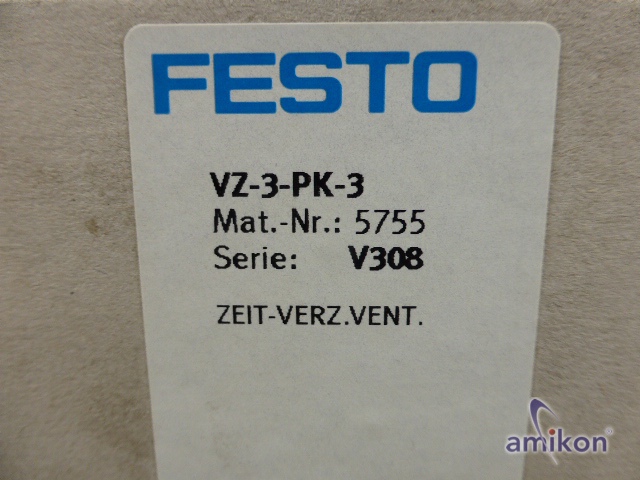 FESTO
VZ-3-PK-3
Mat.-Nr.: 5755
Serie: V308
ZEIT-VERZ.VENT.
amikon®